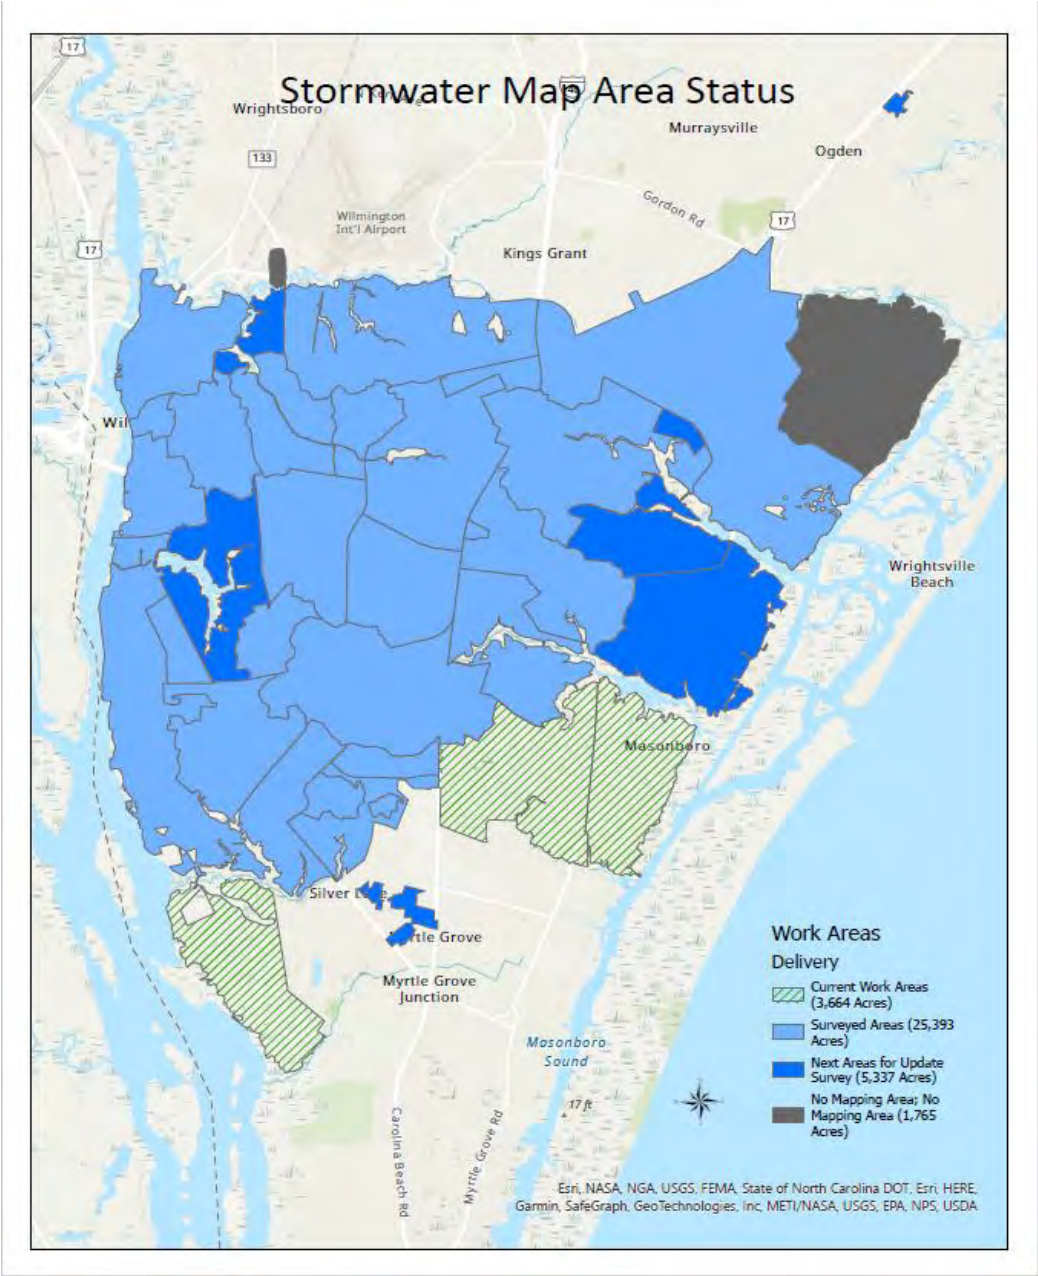 17
Stormwater Map Area Status
Wrightsboro
Murraysville
Ogden
133
Gordon Rd
Wilmington
Int'l Airport
17
17
Kings Grant
Wil
Wrightsville
Beach
Masonboro
Silver
rtle Grove
Myrtle Grove
Junction
Masonboro
Sound
17 ft
Carolina Beach Rd
Myrtle Grove Rd
Work Areas
Delivery
Current Work Areas
(3,664 Acres)
Surveyed Areas (25,393
Acres)
Next Areas for Update
Survey (5,337 Acres)
No Mapping Area; No
Mapping Area (1,765
Acres)
Esri, NASA, NGA, USGS, FEMA, State of North Carolina DOT, Esri, HERE,
Garmin, SafeGraph, GeoTechnologies, Inc, METI/NASA, USGS, EPA, NPS, USDA